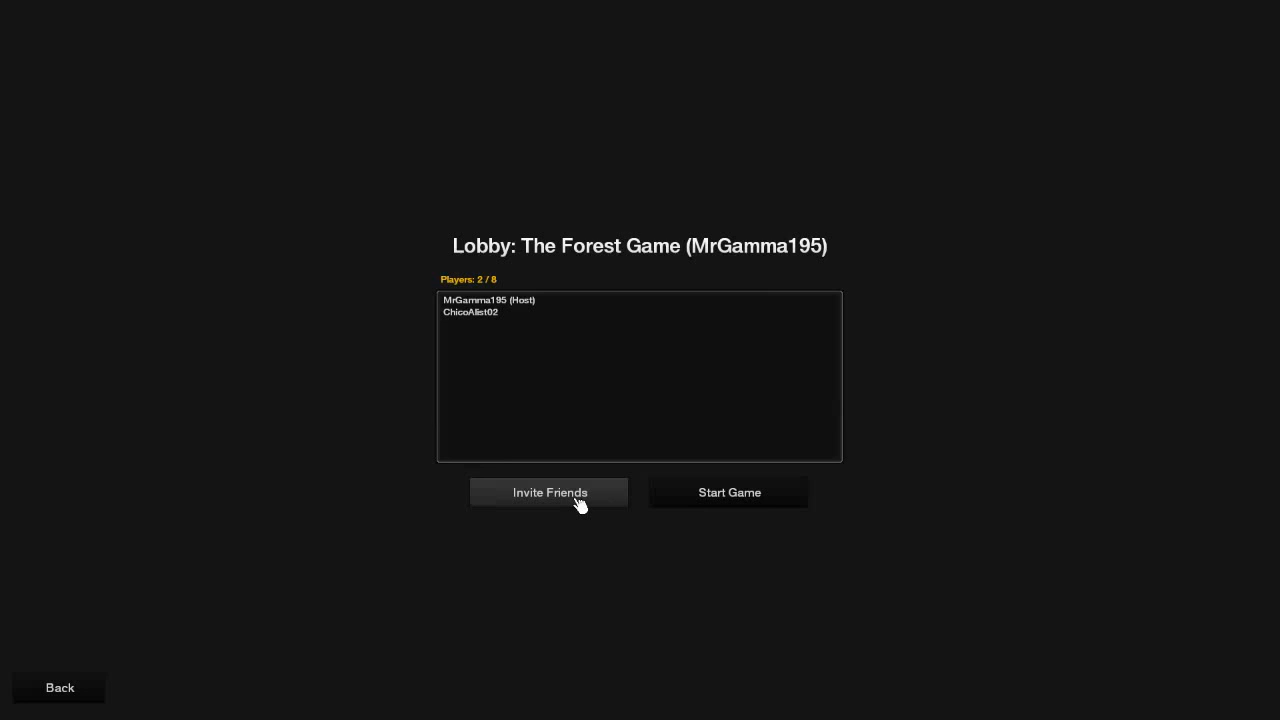 Lobby: The Forest Game (MrGamma195)
Players: 2 / 8
MrGamma195 (Host)
ChicoAlist02
Invite Friends
Start Game
Back